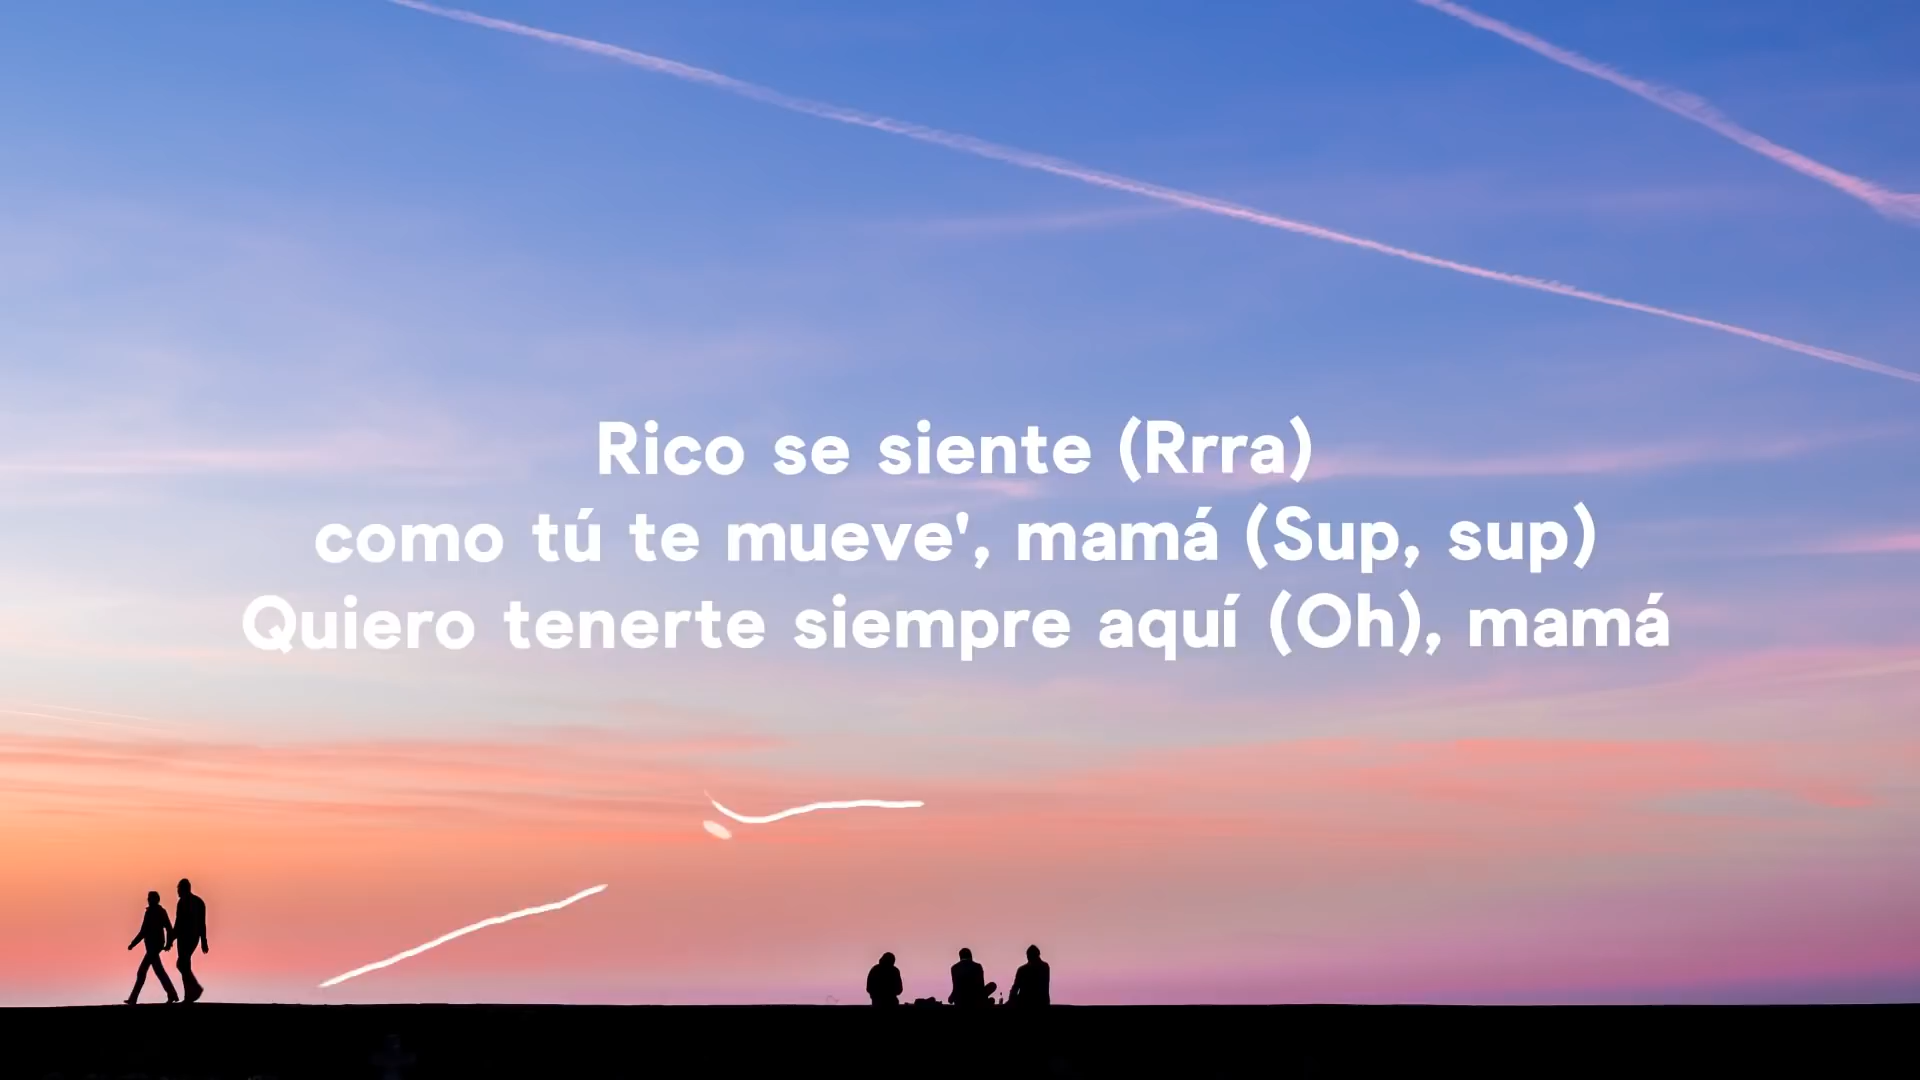 Rico se siente (Rrra)
como tú te mueve', mamá (Sup, sup)
Quiero tenerte siempre aquí (Oh), mamá